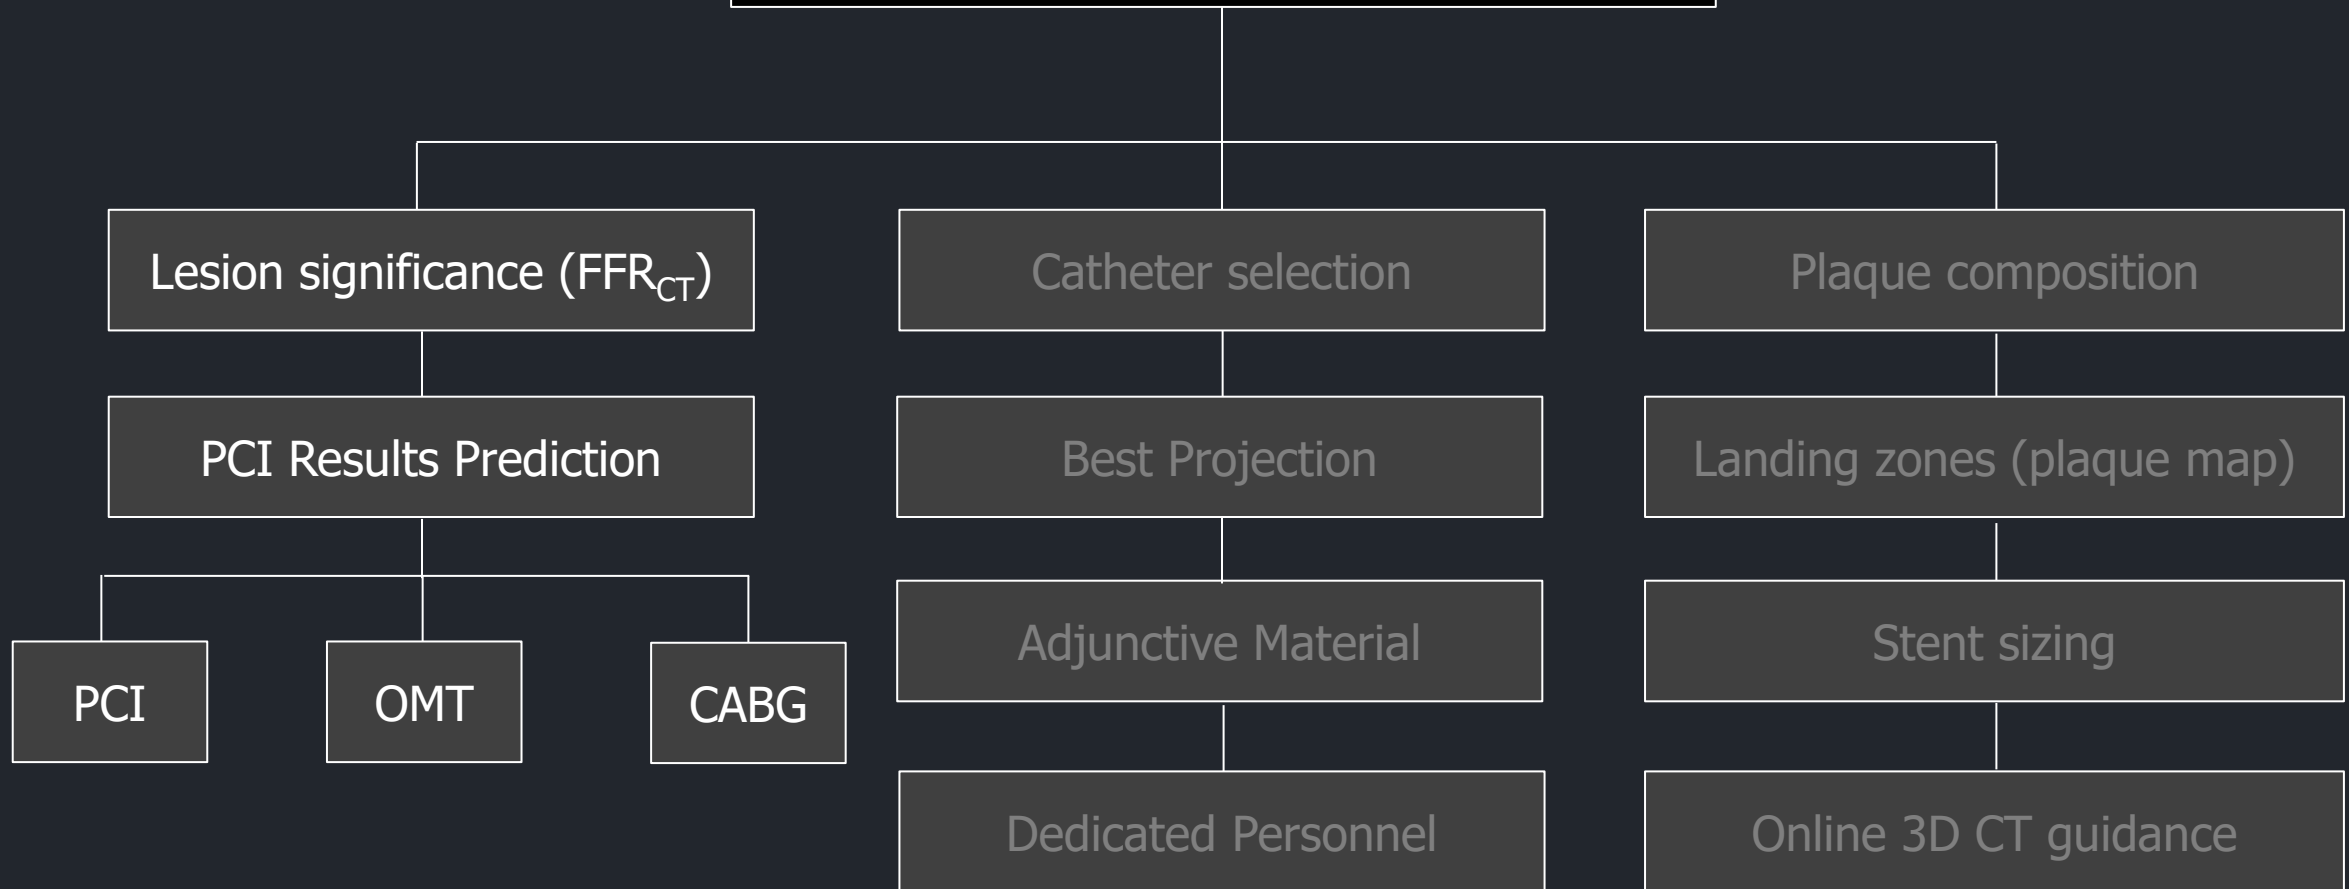 Lesion significance (FFRCT)
Catheter selection
Plaque composition
PCI Results Prediction
Best Projection
Landing zones (plaque map)
Adjunctive Material
Stent sizing
PCI
OMT
CABG
Dedicated Personnel
Online 3D CT guidance